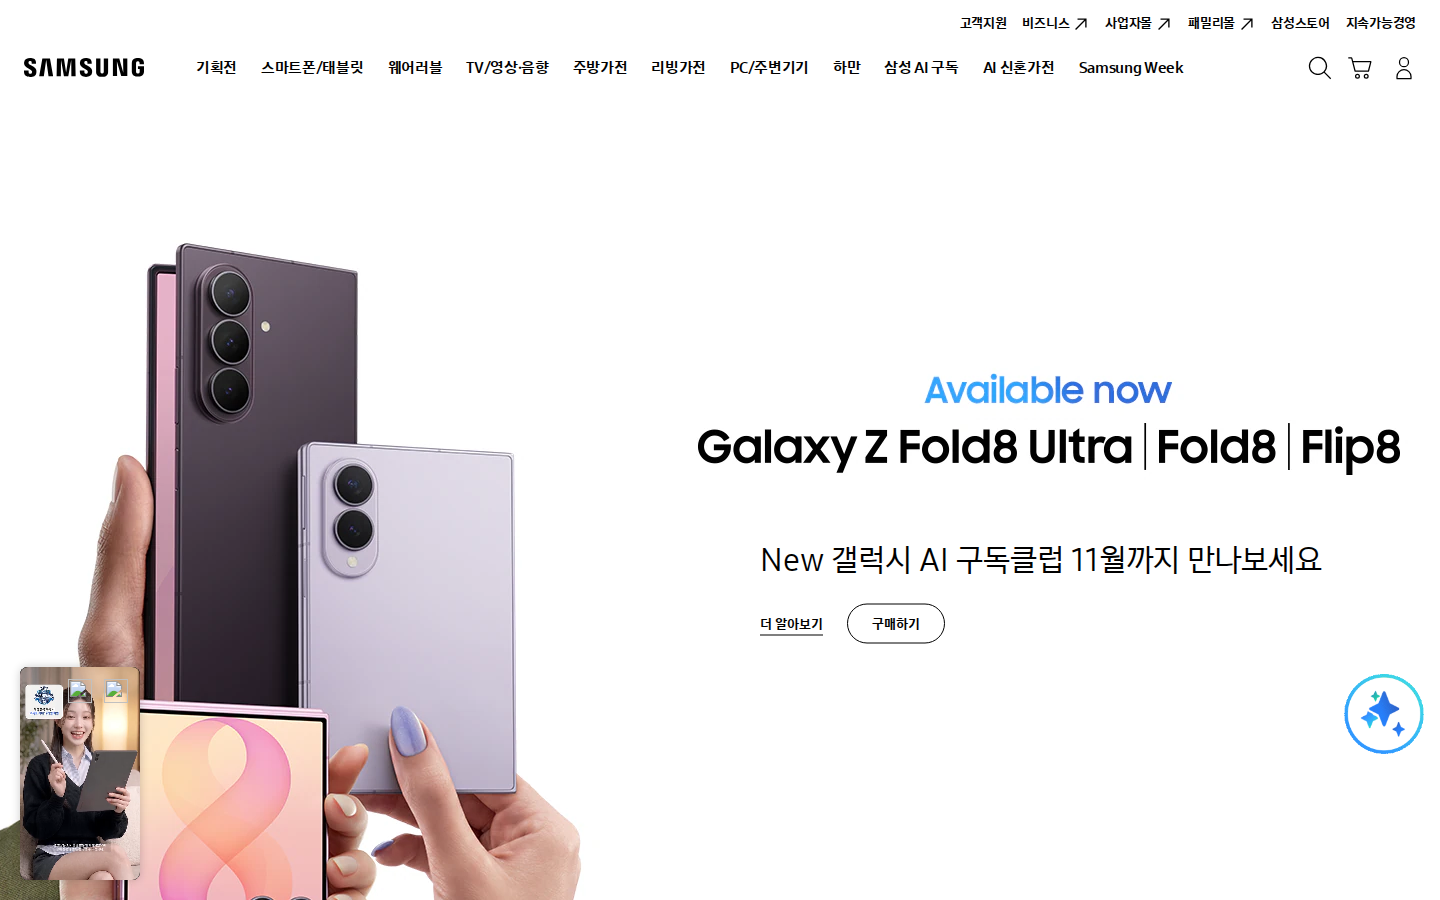 고객지원 비즈니스 사업자몰 패밀리몰 삼성스토어 지속가능경영
SAMSUNG 기획전 스마트폰/태블릿 웨어러블 TV/영상·음향 주방가전 리빙가전 PC/주변기기 하만 삼성 AI 구독 AI 신혼가전 Samsung Week
Available now
Galaxy Z Fold8 Ultra | Fold8 | Flip8
New 갤럭시 AI 구독클럽 11월까지 만나보세요
더 알아보기 구매하기